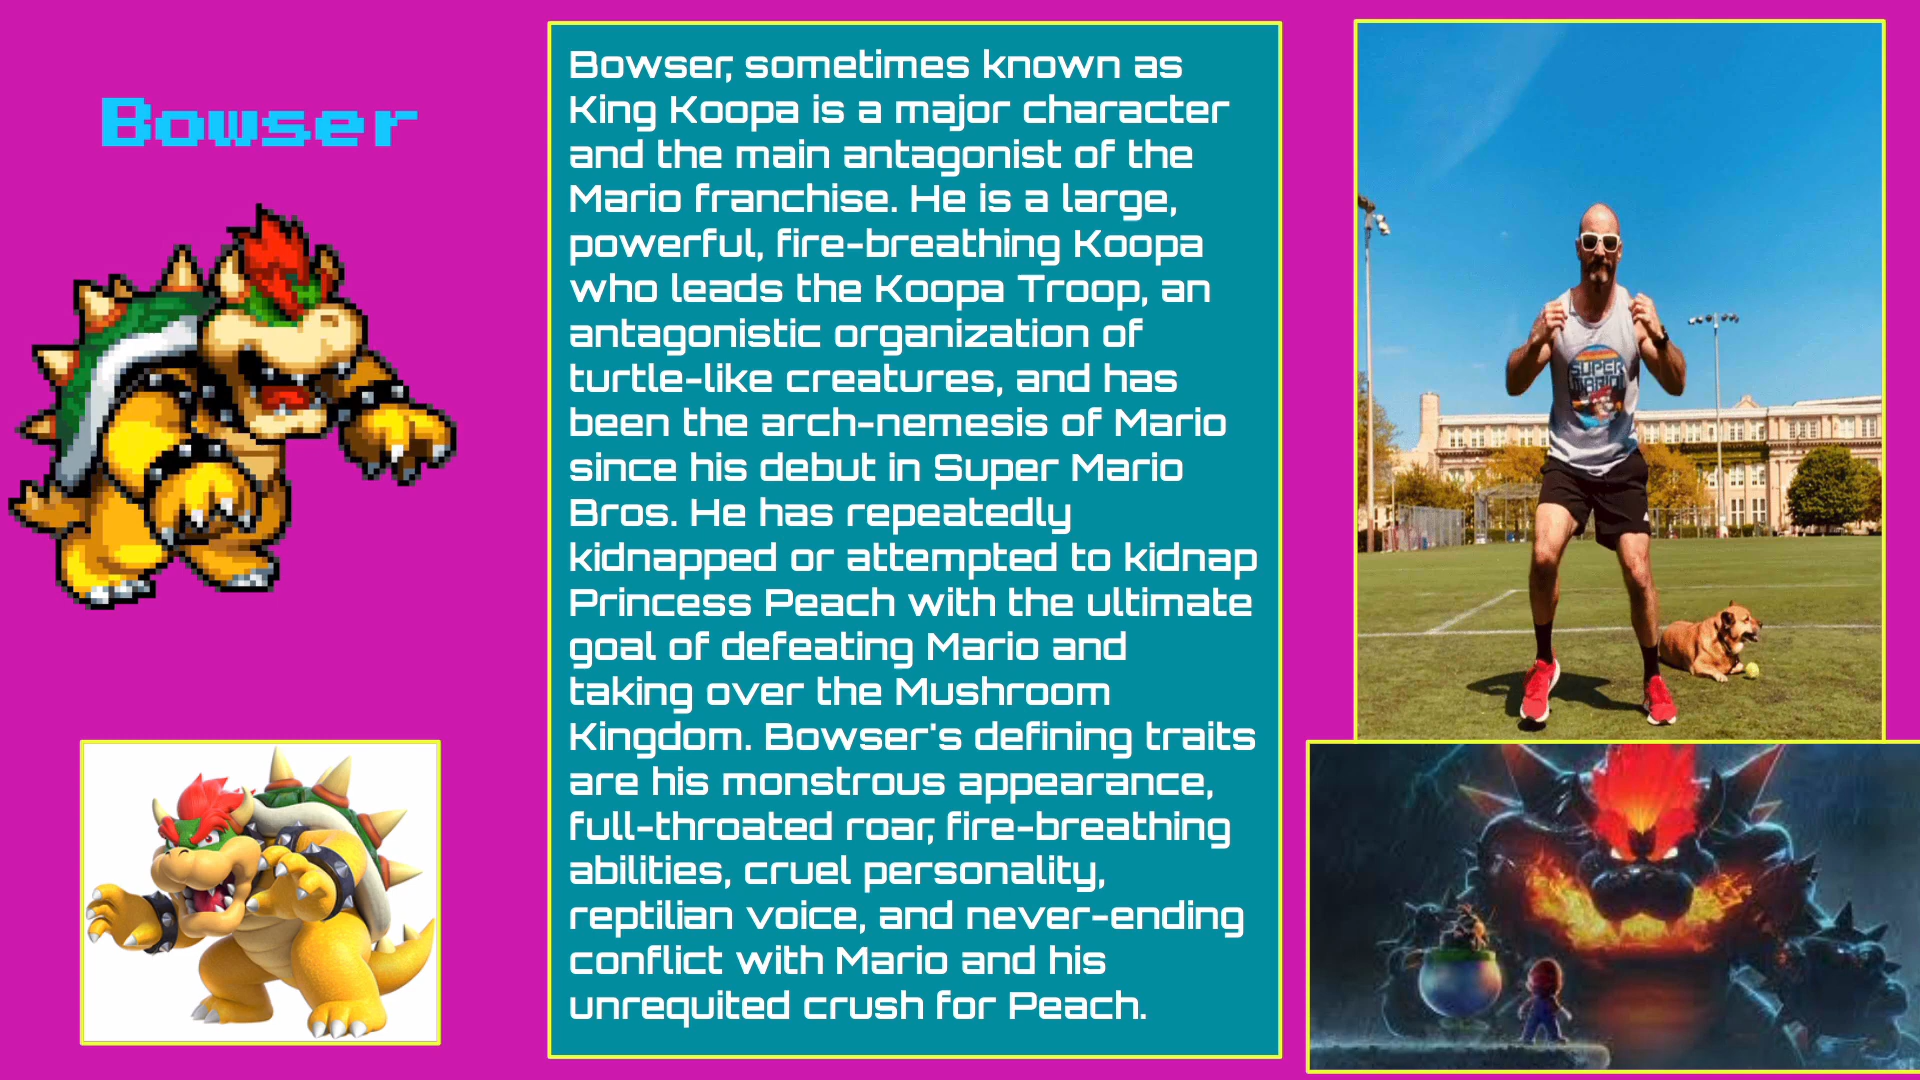 Bowser
Bowser, sometimes known as
King Koopa is a major character
and the main antagonist of the
Mario franchise. He is a large,
powerful, fire-breathing Koopa
who leads the Koopa Troop, an
antagonistic organization of
turtle-like creatures, and has
been the arch-nemesis of Mario
since his debut in Super Mario
Bros. He has repeatedly
kidnapped or attempted to kidnap
Princess Peach with the ultimate
goal of defeating Mario and
taking over the Mushroom
Kingdom. Bowser's defining traits
are his monstrous appearance,
full-throated roar, fire-breathing
abilities, cruel personality,
reptilian voice, and never-ending
conflict with Mario and his
unrequited crush for Peach.
SUPER
MARIO